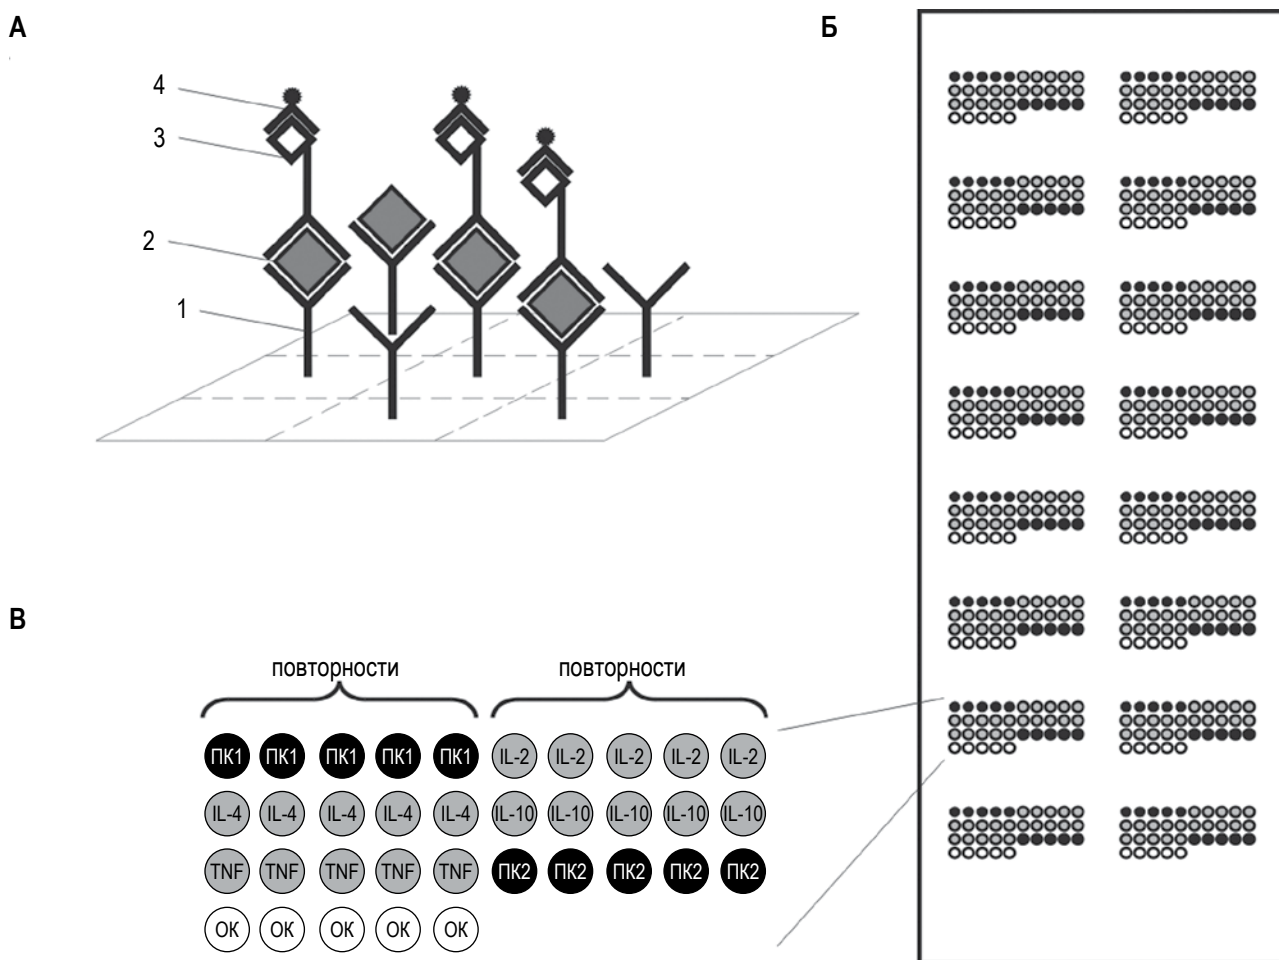 А
Б
4
3
2
1
В
повторности повторности
ПК1 ПК1 ПК1 ПК1 ПК1 IL-2 IL-2 IL-2 IL-2 IL-2
IL-4 IL-4 IL-4 IL-4 IL-4 IL-10 IL-10 IL-10 IL-10 IL-10
TNF TNF TNF TNF TNF ПК2 ПК2 ПК2 ПК2 ПК2
ОК ОК ОК ОК ОК